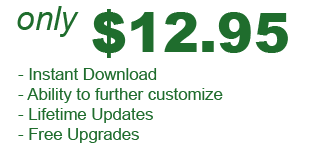 only $12.95
- Instant Download
- Ability to further customize
- Lifetime Updates
- Free Upgrades